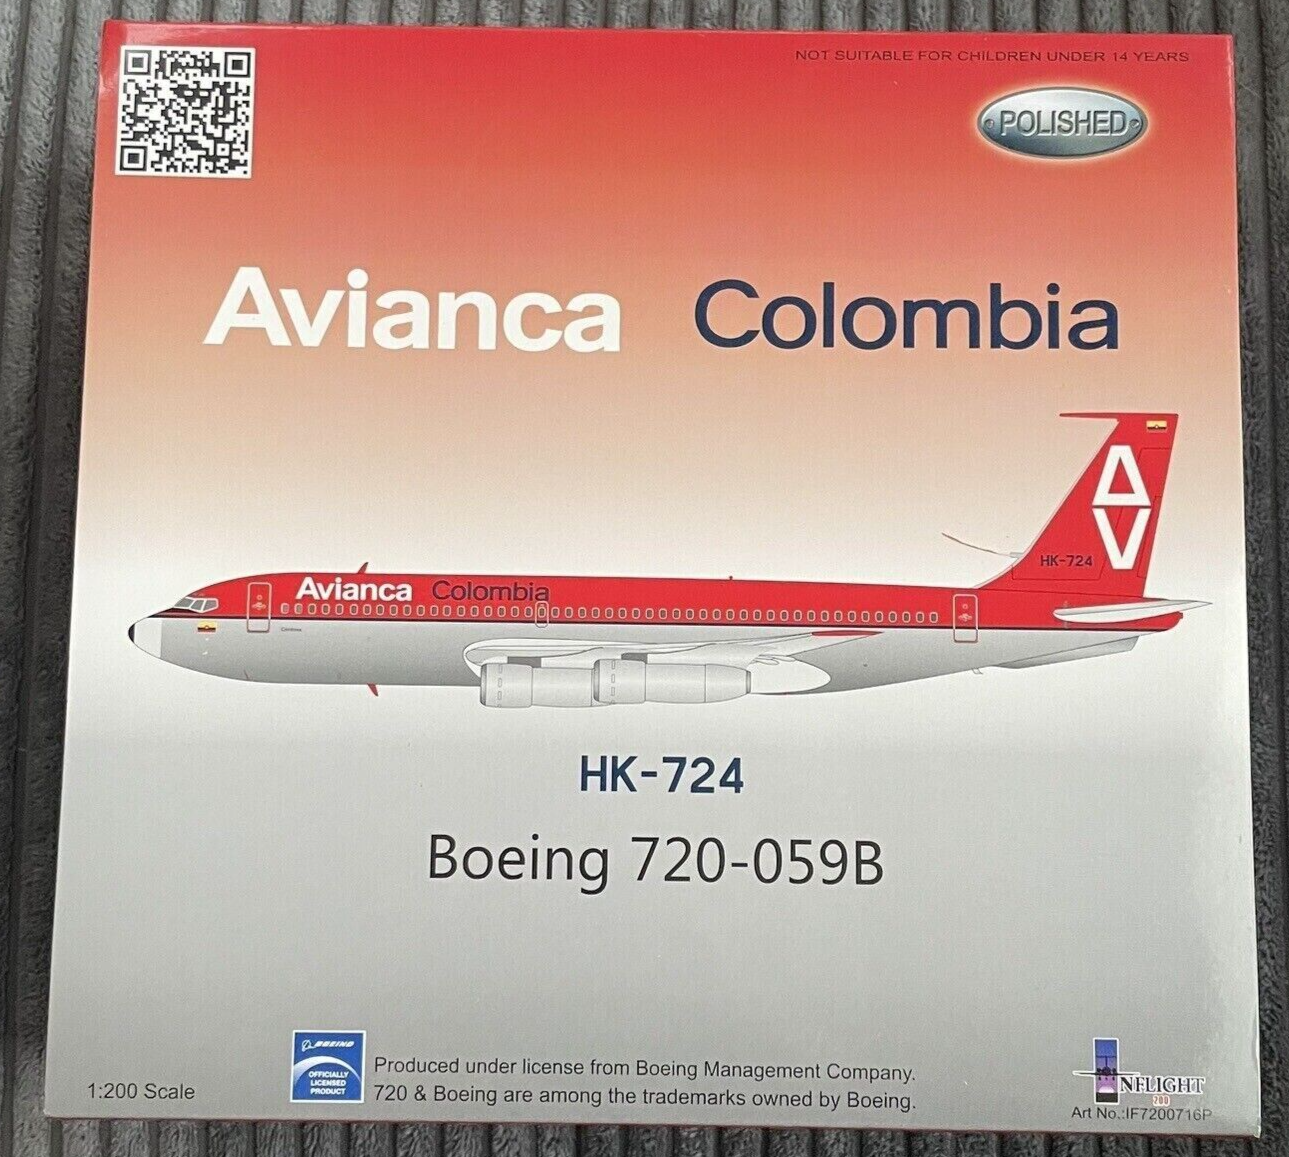 NOT SUITABLE FOR CHILDREN UNDER 14 YEARS
POLISHED
Avianca Colombia
HK-724
Avianca Colombia
HK-724
Boeing 720-059B
BOEING
OFFICIALLY
LICENSED
PRODUCT
Produced under license from Boeing Management Company.
720 & Boeing are among the trademarks owned by Boeing.
1:200 Scale
INFLIGHT
200
Art No.:IF7200716P